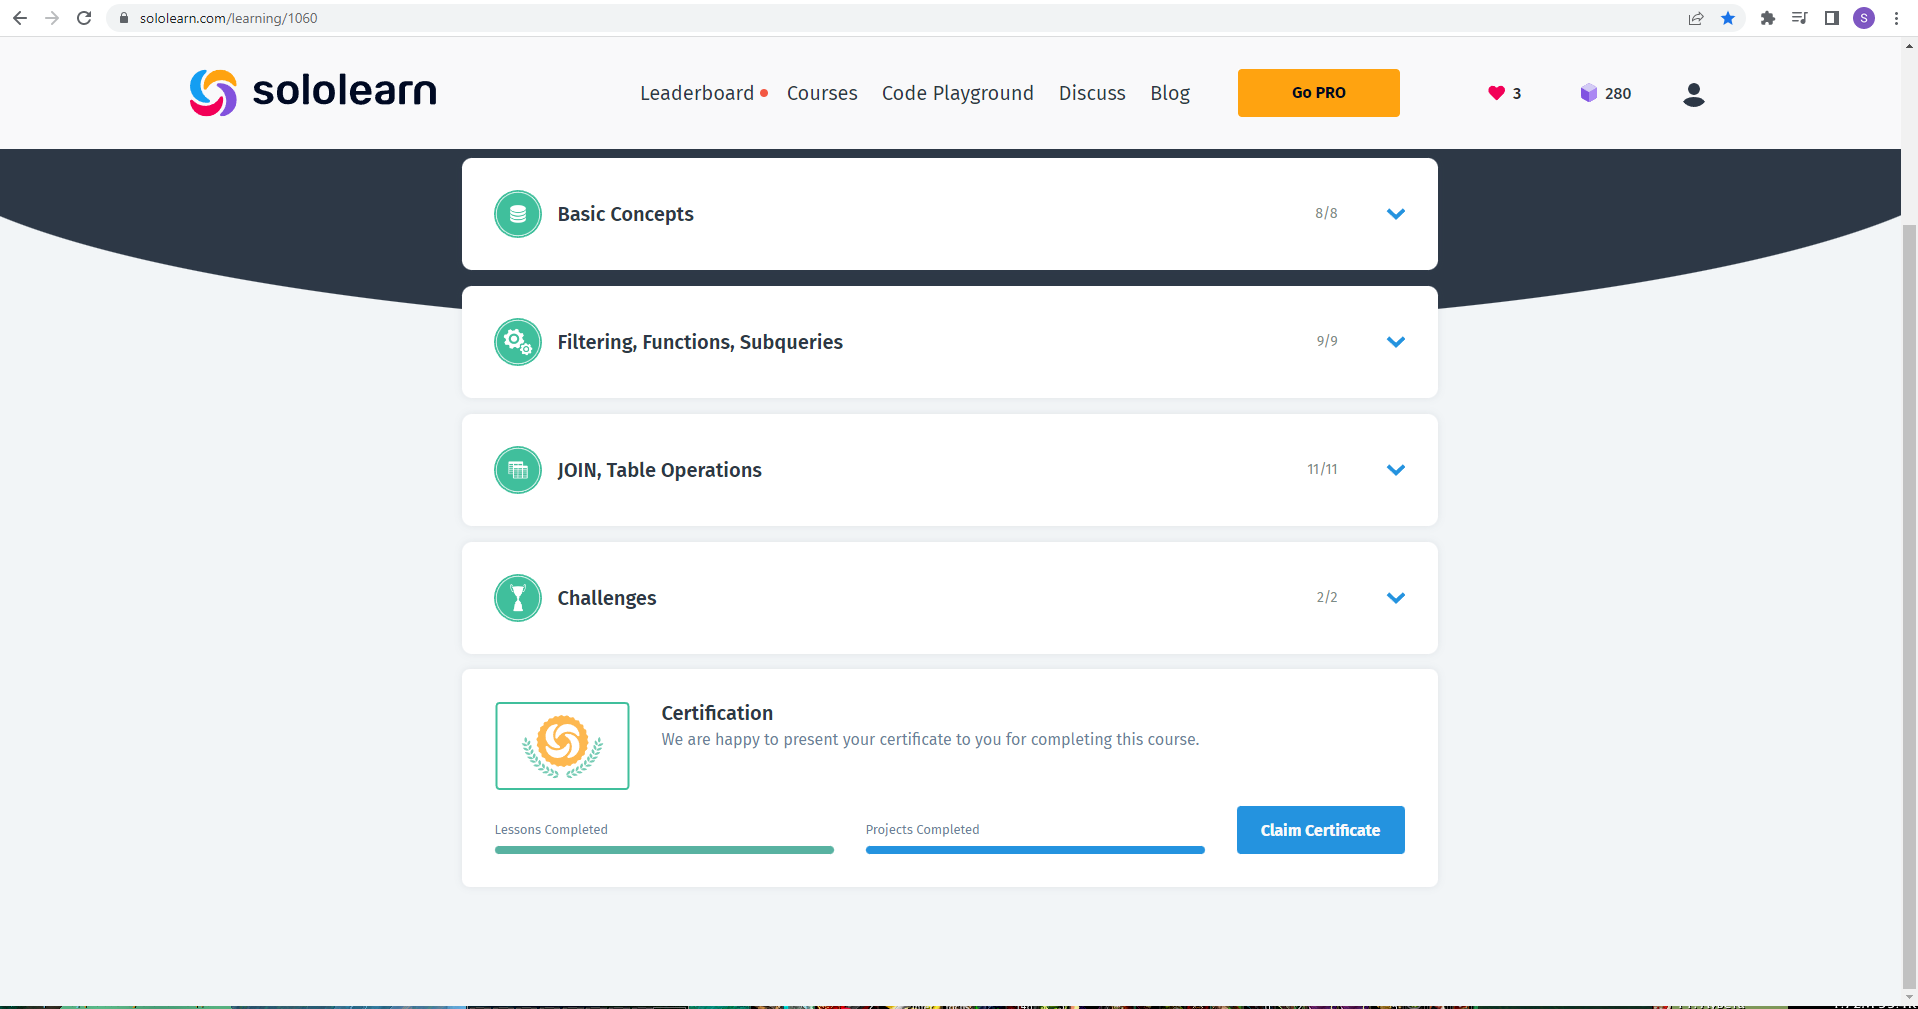 sololearn.com/learning/1060
S
sololearn
Leaderboard
Courses
Code Playground
Discuss
Blog
Go PRO
3
280
Basic Concepts
8/8
Filtering, Functions, Subqueries
9/9
JOIN, Table Operations
11/11
Challenges
2/2
Certification
We are happy to present your certificate to you for completing this course.
Lessons Completed
Projects Completed
Claim Certificate